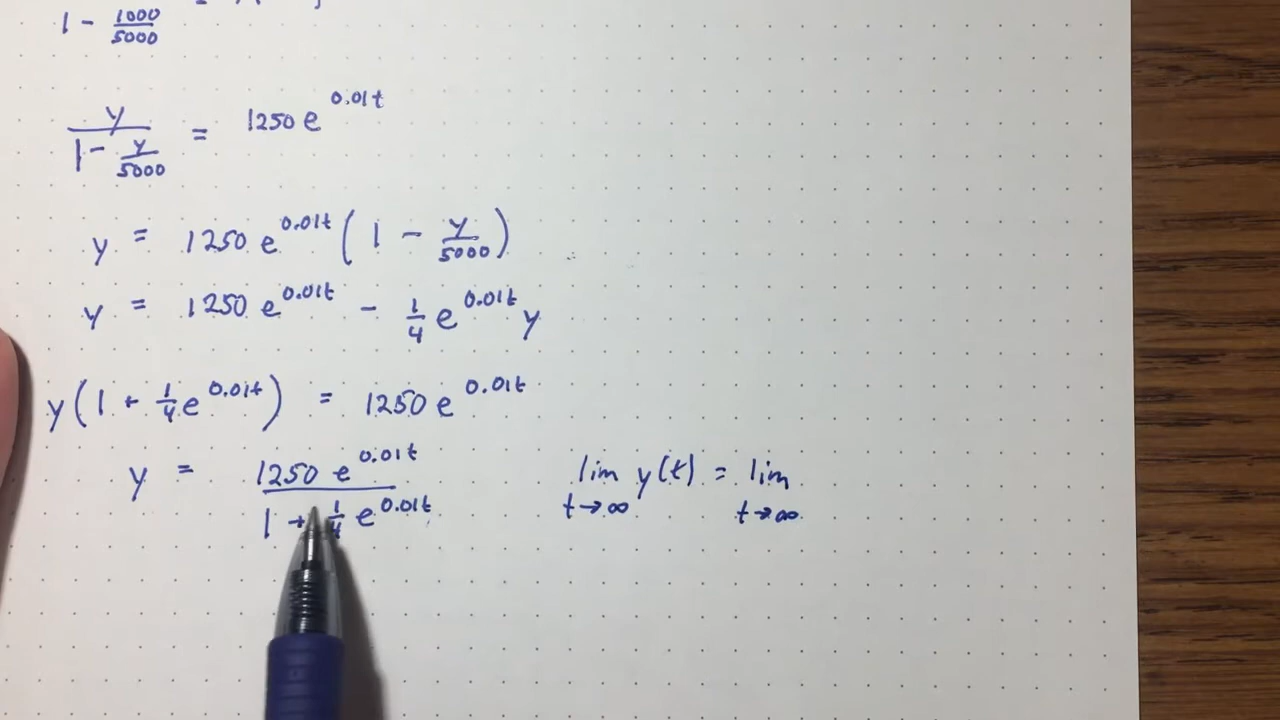 1 - 1000/5000
y/(1 - y/5000) = 1250 e^0.01t
y = 1250 e^0.01t (1 - y/5000)
y = 1250 e^0.01t - 1/4 e^0.01t y
y(1 + 1/4 e^0.01t) = 1250 e^0.01t
y = 1250 e^0.01t / (1 + 1/4 e^0.01t)
lim t→∞ y(t) = lim t→∞